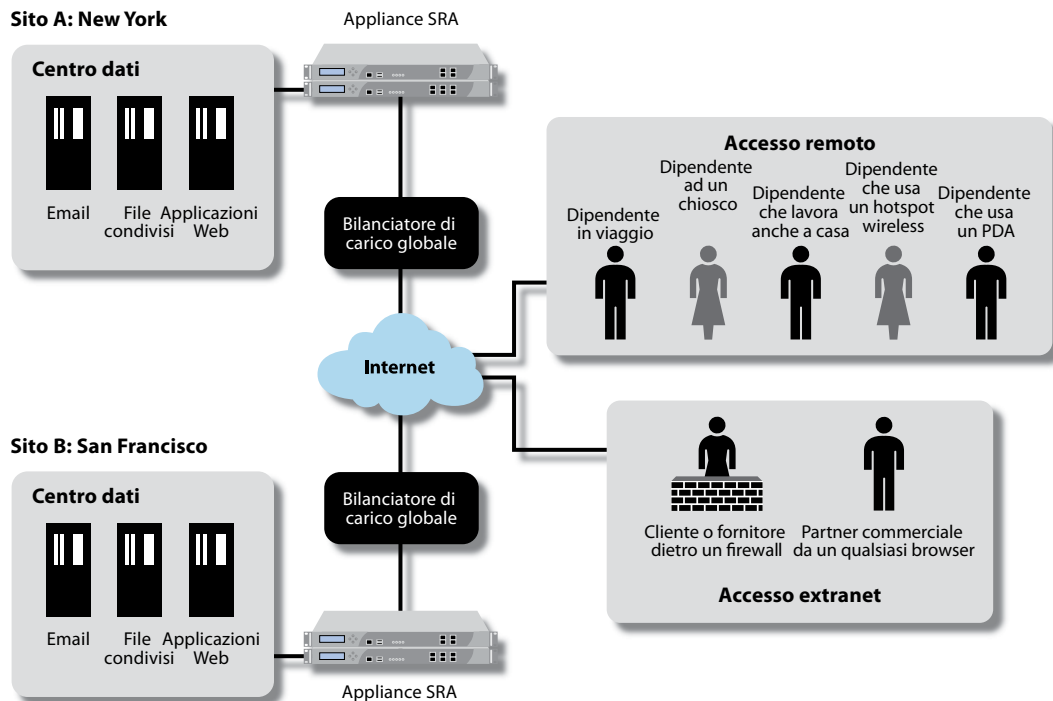 Sito A: New York
Appliance SRA
Centro dati
Email
File
condivisi
Applicazioni
Web
Bilanciatore di
carico globale
Internet
Accesso remoto
Dipendente
in viaggio
Dipendente
ad un
chiosco
Dipendente
che lavora
anche a casa
Dipendente
che usa
un hotspot
wireless
Dipendente
che usa
un PDA
Cliente o fornitore
dietro un firewall
Partner commerciale
da un qualsiasi browser
Accesso extranet
Sito B: San Francisco
Centro dati
Email
File
condivisi
Applicazioni
Web
Bilanciatore di
carico globale
Appliance SRA